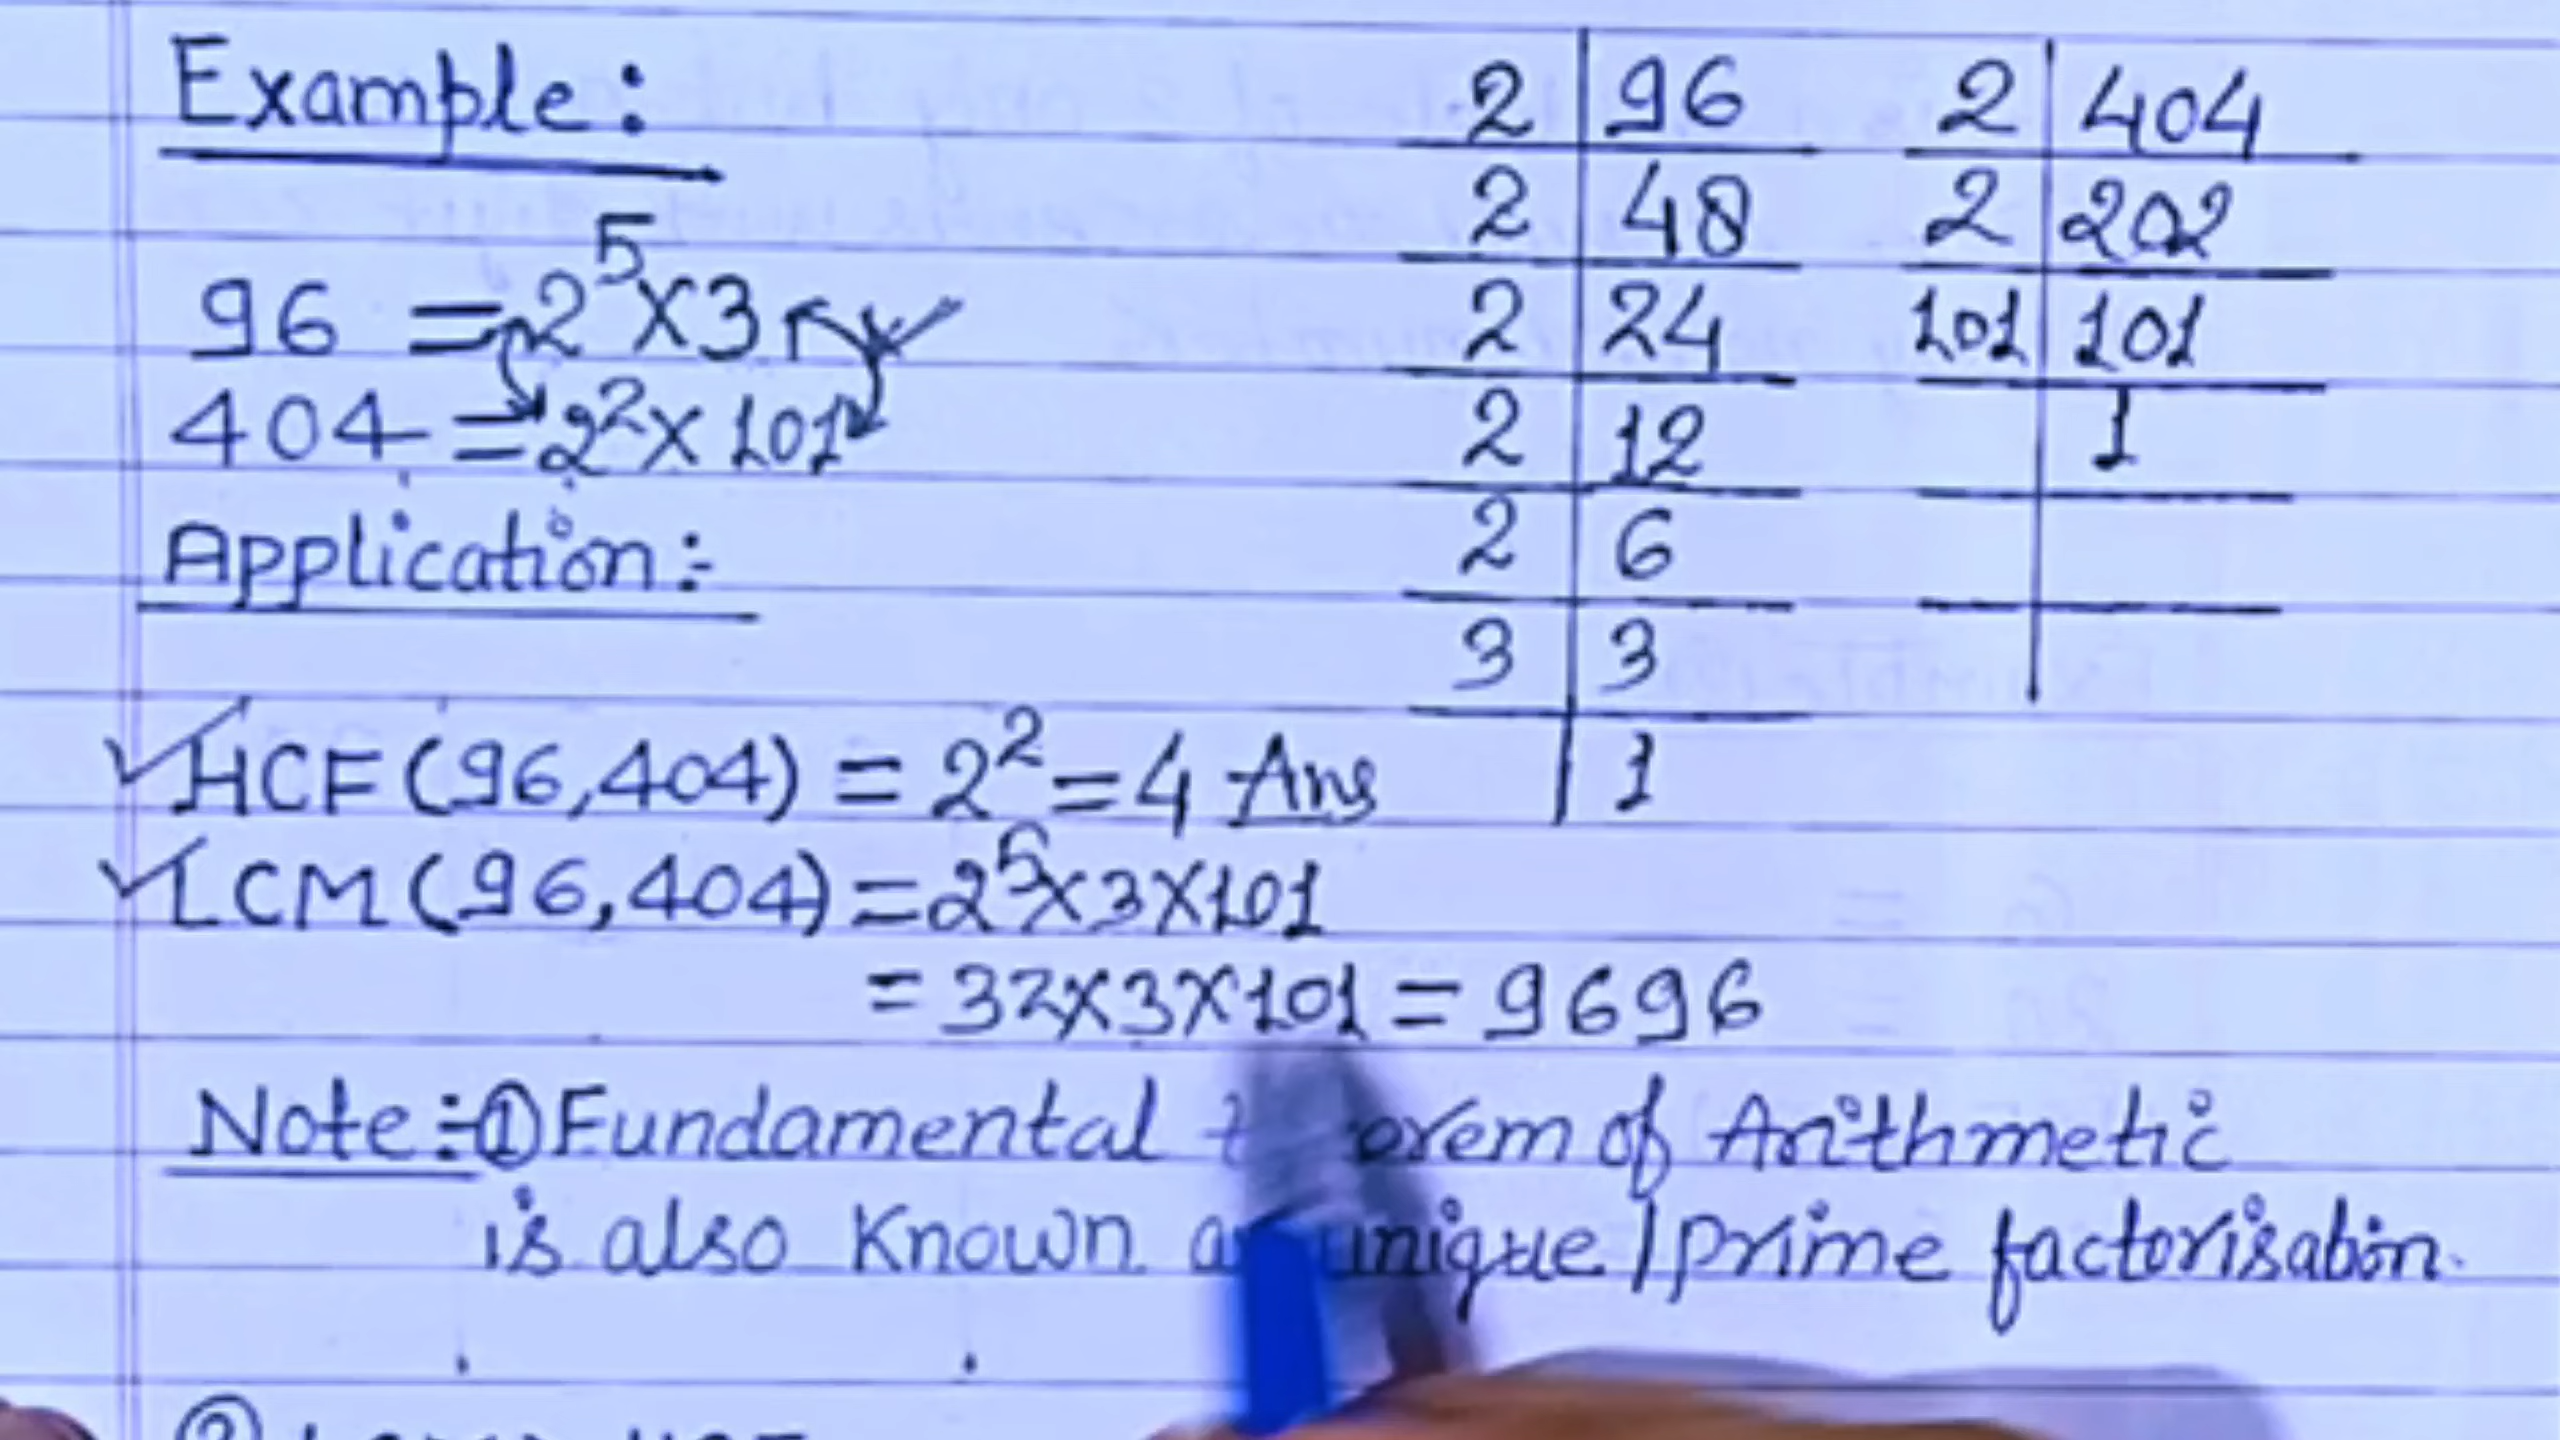 Example:
96 = 2⁵×3
404 = 2²×101
2 | 96
2 | 48
2 | 24
2 | 12
2 | 6
3 | 3
1
2 | 404
2 | 202
101 | 101
1
Application:-
HCF(96,404) = 2² = 4 Ans
LCM(96,404) = 2⁵×3×101
= 32×3×101 = 9696
Note:- ① Fundamental of Arithmetic
is also known unique/prime factorisation.
②